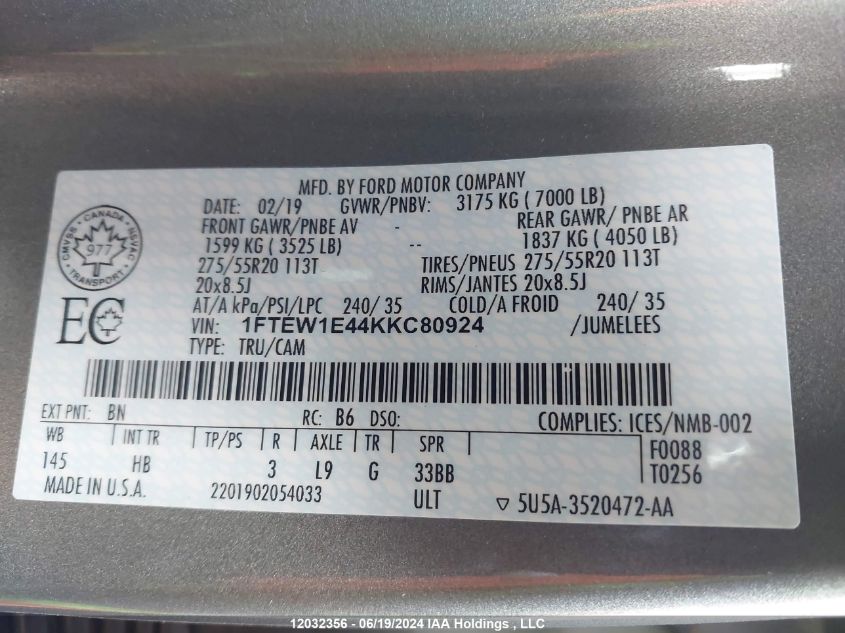 MFD. BY FORD MOTOR COMPANY
DATE: 02/19 GVWR/PNBV: 3175 KG ( 7000 LB)
FRONT GAWR/PNBE AV - REAR GAWR/ PNBE AR
1599 KG ( 3525 LB) -- 1837 KG ( 4050 LB)
275/55R20 113T TIRES/PNEUS 275/55R20 113T
20x8.5J RIMS/JANTES 20x8.5J
AT/A kPa/PSI/LPC 240/ 35 COLD/A FROID 240/ 35
VIN: 1FTEW1E44KKC80924 /JUMELEES
TYPE: TRU/CAM
CMVSS - CANADA - NSVAC
977
TRANSPORT
EC
EXT PNT: BN RC: B6 DSO: COMPLIES: ICES/NMB-002
WB INT TR TP/PS R AXLE TR SPR F0088
145 HB 3 L9 G 33BB T0256
MADE IN U.S.A. 2201902054033 ULT ▽ 5U5A-3520472-AA
12032356 - 06/19/2024 IAA Holdings , LLC